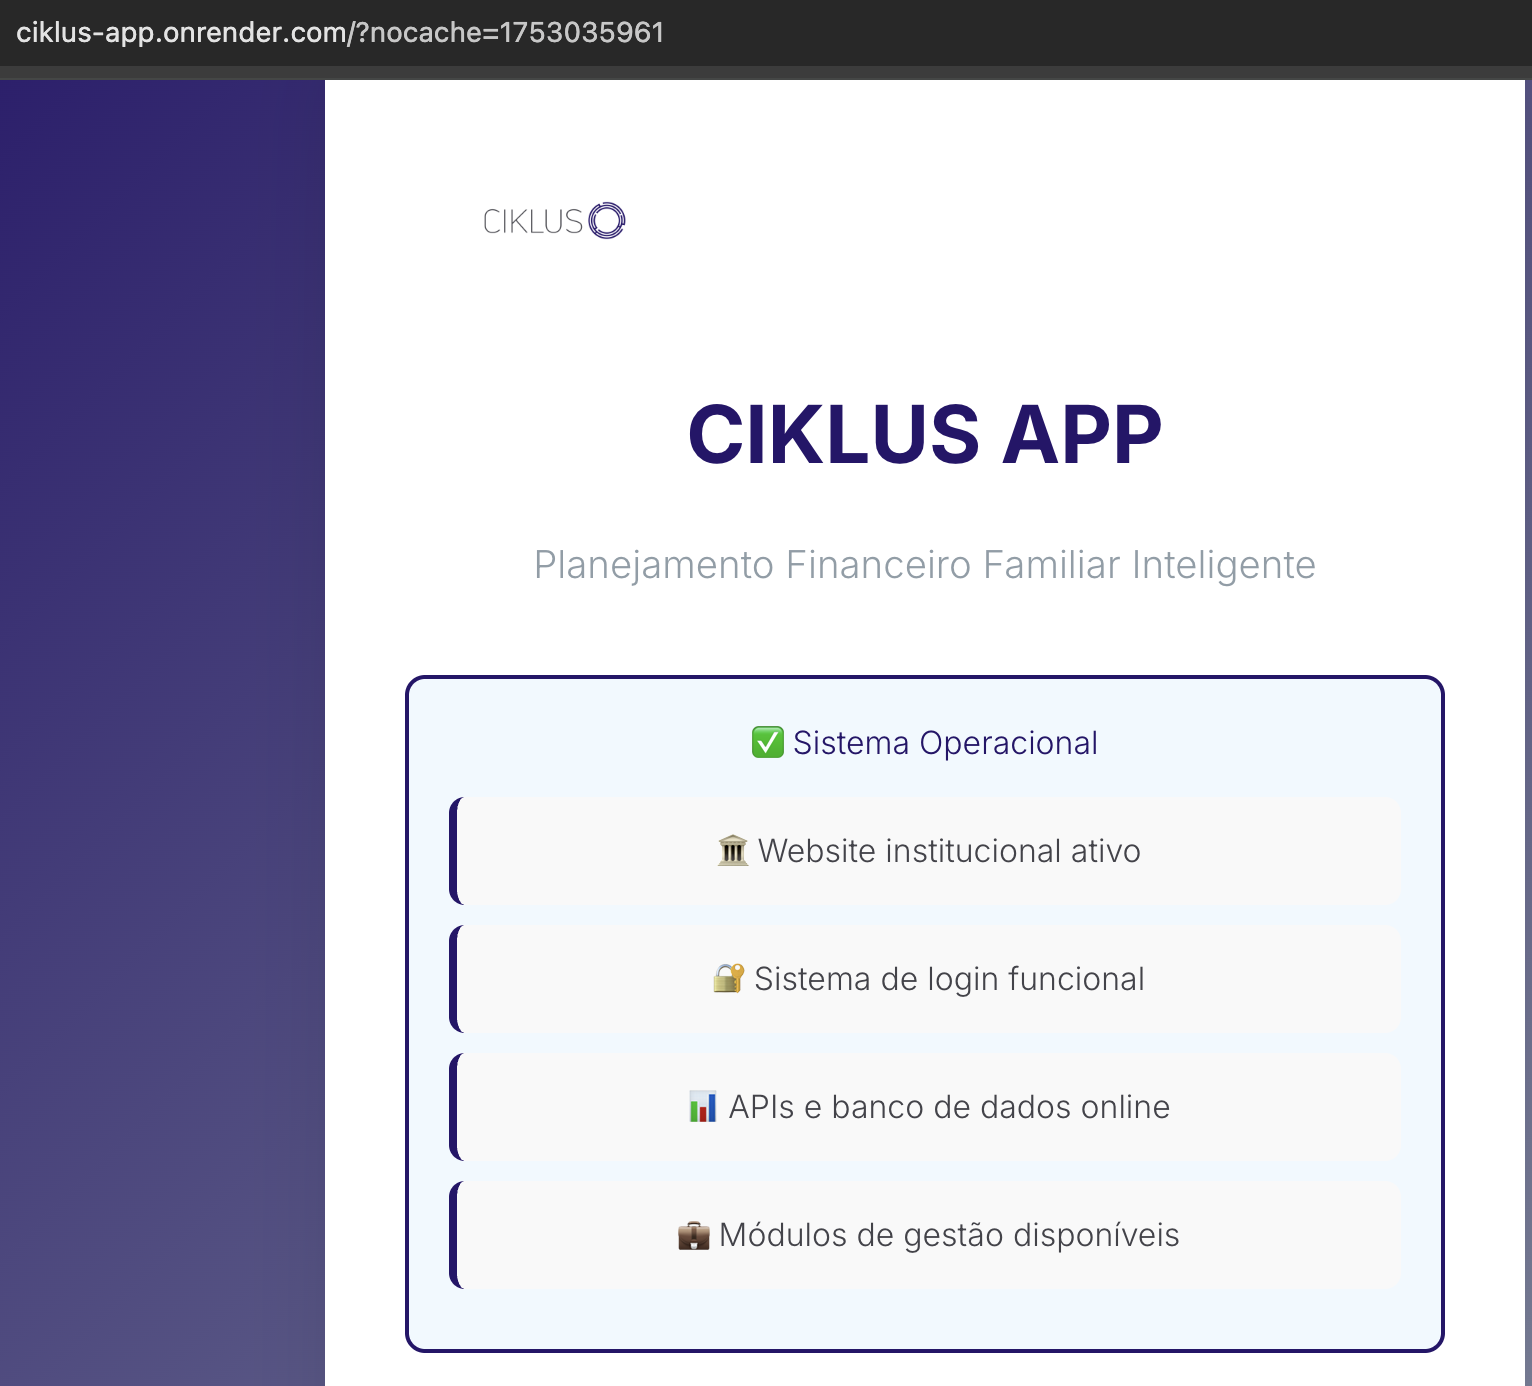 ciklus-app.onrender.com/?nocache=1753035961
CIKLUS
CIKLUS APP
Planejamento Financeiro Familiar Inteligente
✅ Sistema Operacional
🏛️ Website institucional ativo
🔐 Sistema de login funcional
📊 APIs e banco de dados online
💼 Módulos de gestão disponíveis